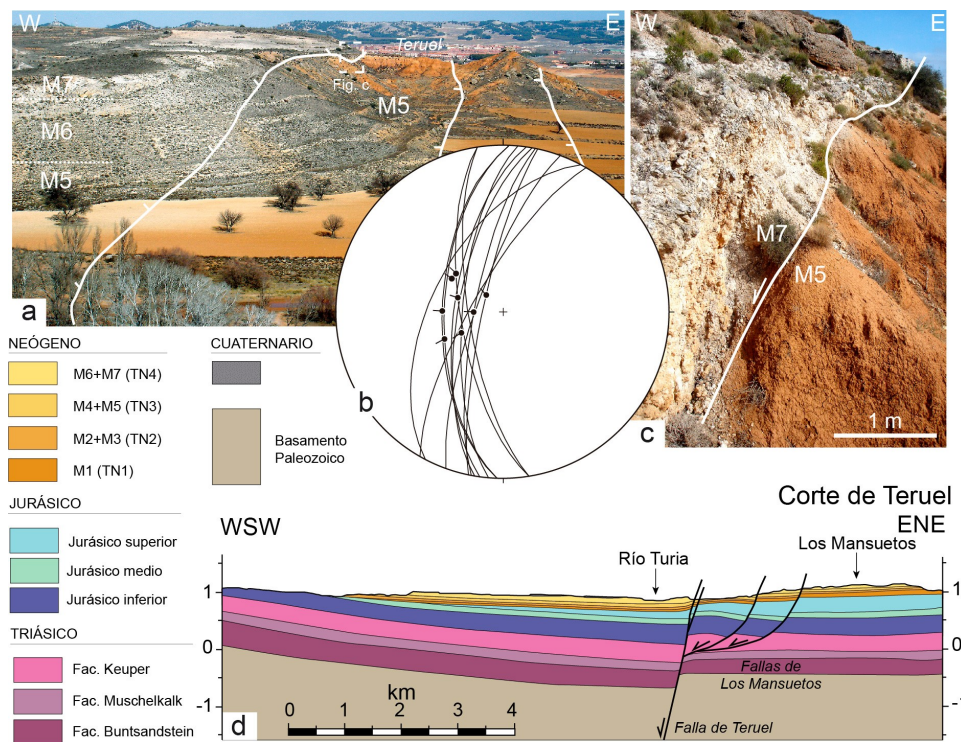 W
E
Teruel
Fig. c
M7
M6
M5
M5
a
b
W
E
M7
M5
c
1 m
NEÓGENO
M6+M7 (TN4)
M4+M5 (TN3)
M2+M3 (TN2)
M1 (TN1)
CUATERNARIO
Basamento
Paleozoico
JURÁSICO
Jurásico superior
Jurásico medio
Jurásico inferior
TRIÁSICO
Fac. Keuper
Fac. Muschelkalk
Fac. Buntsandstein
Corte de Teruel
WSW
ENE
Río Turia
Los Mansuetos
1
0
-1
1
0
-1
Fallas de
Los Mansuetos
Falla de Teruel
km
0 1 2 3 4
d